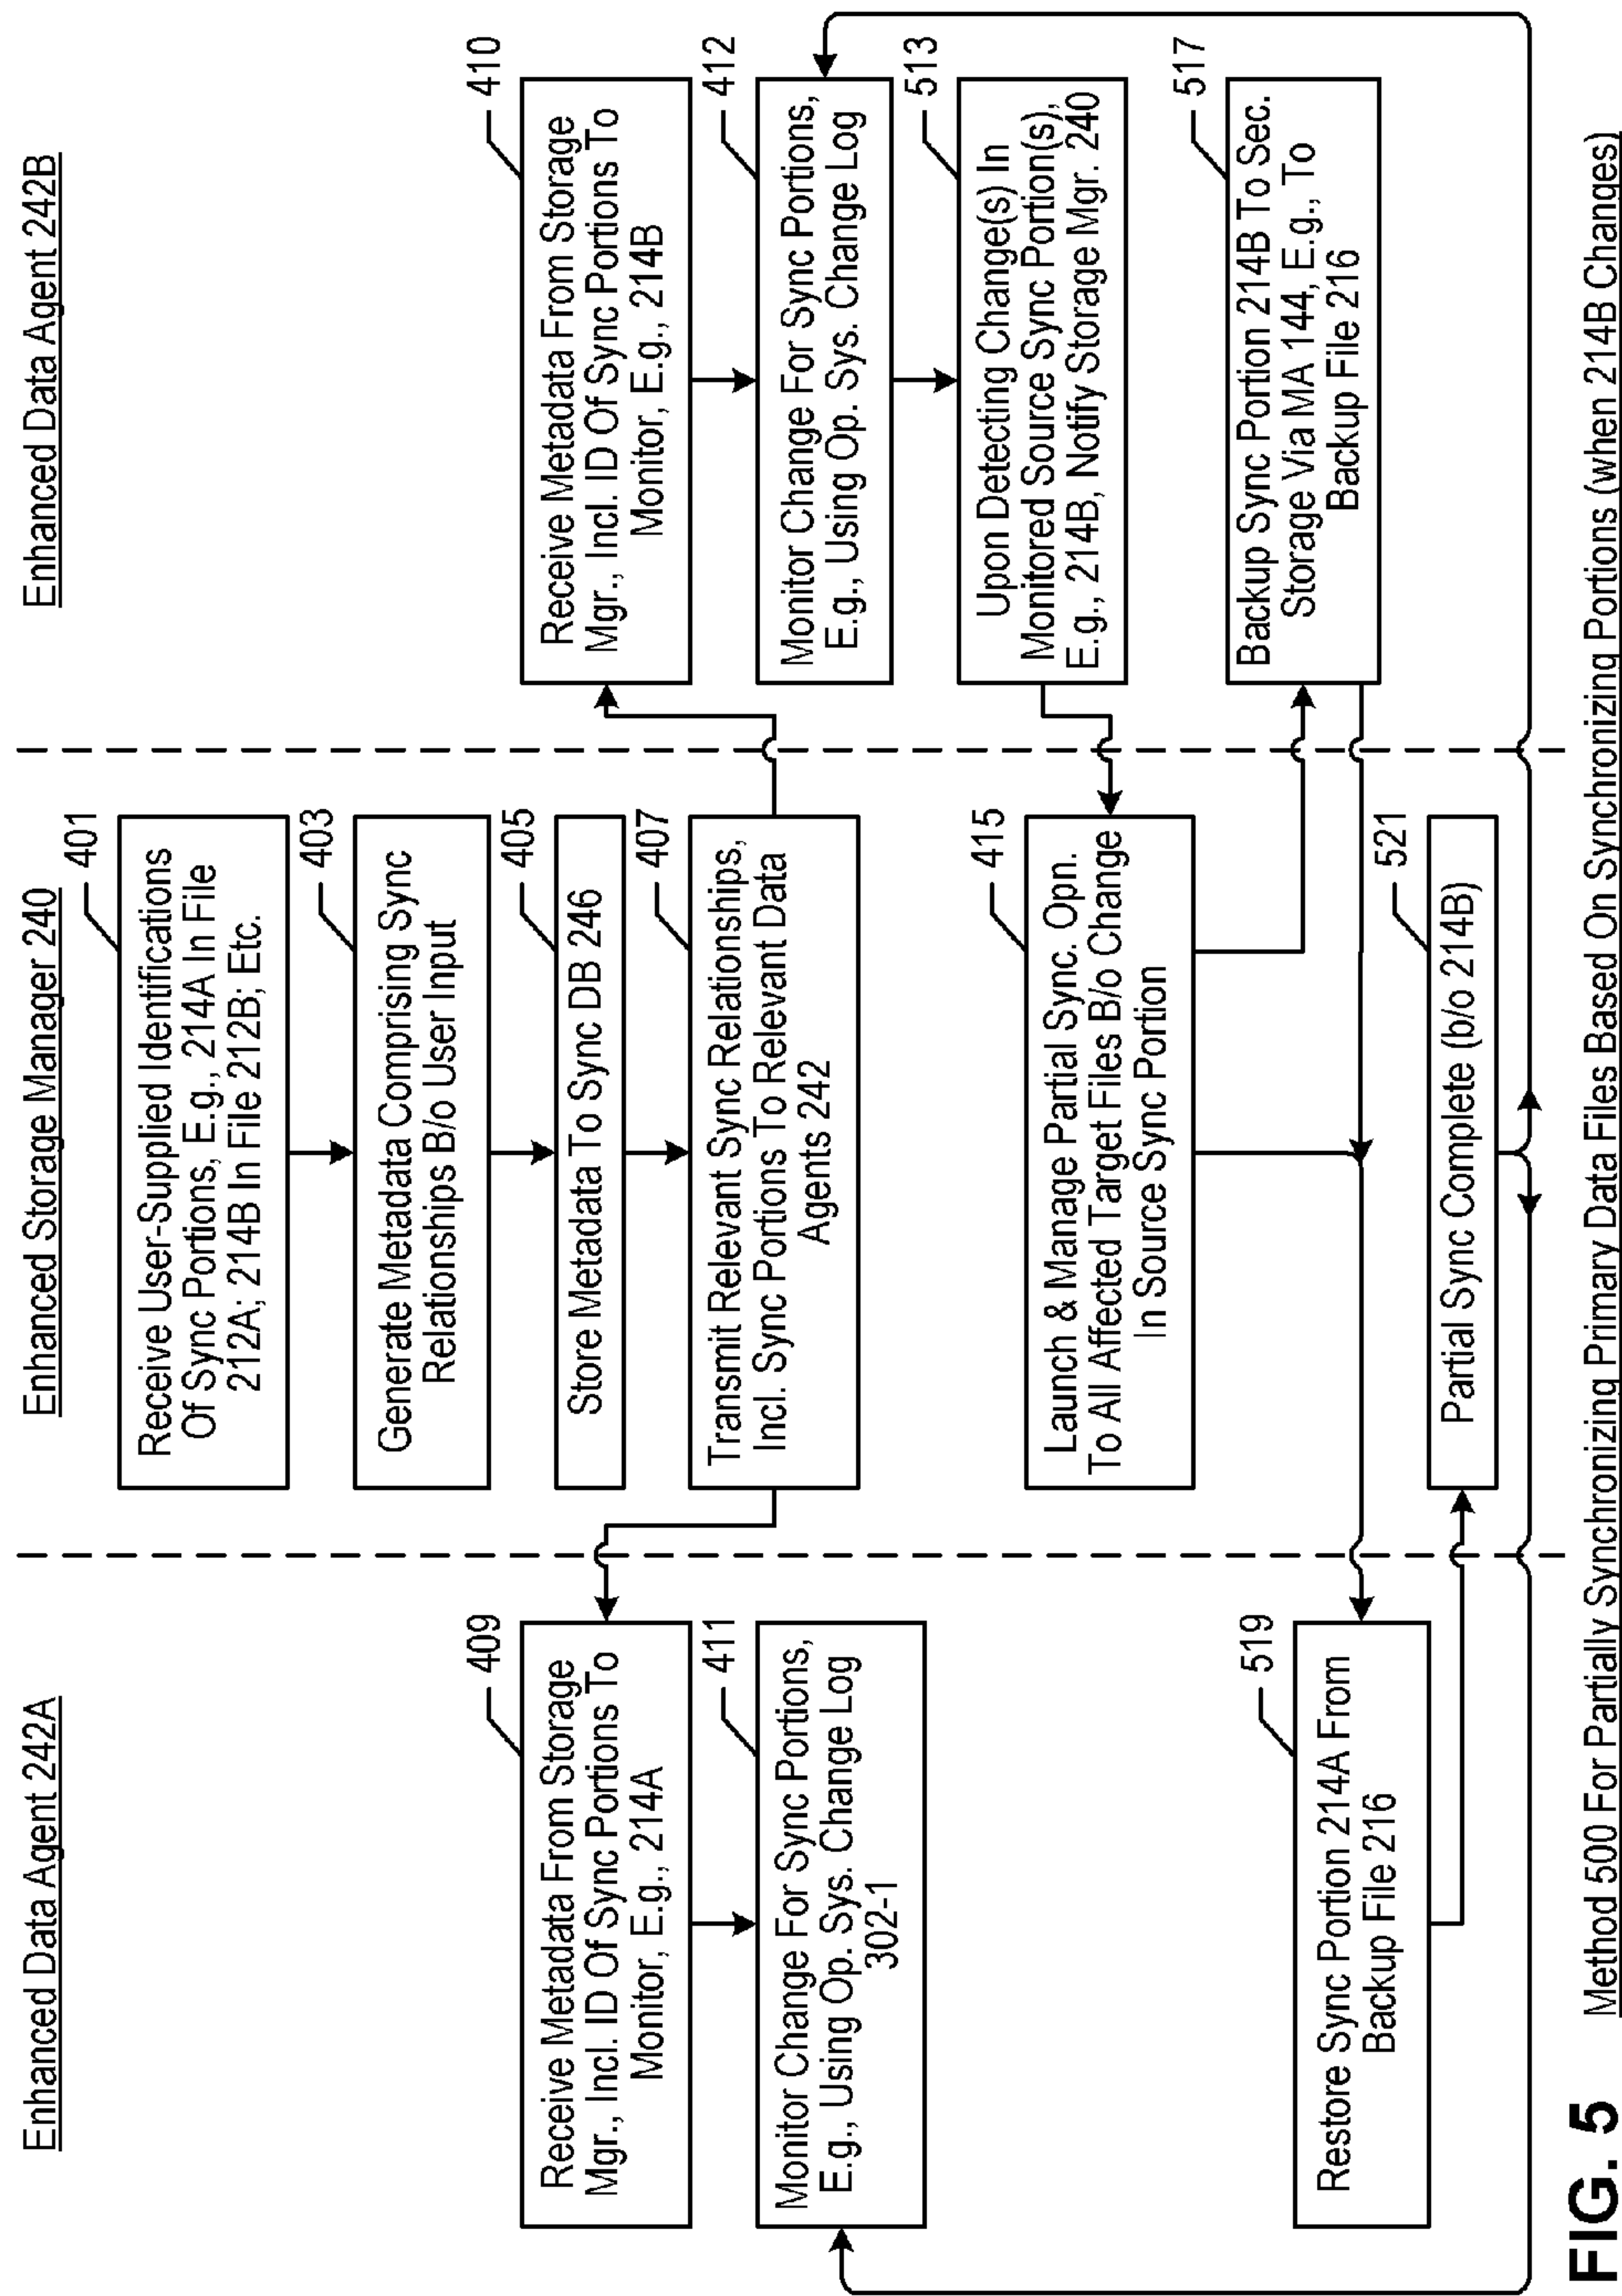 Enhanced Data Agent 242A
Enhanced Storage Manager 240
Enhanced Data Agent 242B
401
Receive User-Supplied Identifications
Of Sync Portions, E.g., 214A In File
212A; 214B In File 212B; Etc.
403
Generate Metadata Comprising Sync
Relationships B/o User Input
405
Store Metadata To Sync DB 246
407
Transmit Relevant Sync Relationships,
Incl. Sync Portions To Relevant Data
Agents 242
409
Receive Metadata From Storage
Mgr., Incl. ID Of Sync Portions To
Monitor, E.g., 214A
411
Monitor Change For Sync Portions,
E.g., Using Op. Sys. Change Log
302-1
410
Receive Metadata From Storage
Mgr., Incl. ID Of Sync Portions To
Monitor, E.g., 214B
412
Monitor Change For Sync Portions,
E.g., Using Op. Sys. Change Log
513
Upon Detecting Change(s) In
Monitored Source Sync Portion(s),
E.g., 214B, Notify Storage Mgr. 240
415
Launch & Manage Partial Sync. Opn.
To All Affected Target Files B/o Change
In Source Sync Portion
517
Backup Sync Portion 214B To Sec.
Storage Via MA 144, E.g., To
Backup File 216
519
Restore Sync Portion 214A From
Backup File 216
521
Partial Sync Complete (b/o 214B)
FIG. 5
Method 500 For Partially Synchronizing Primary Data Files Based On Synchronizing Portions (when 214B Changes)